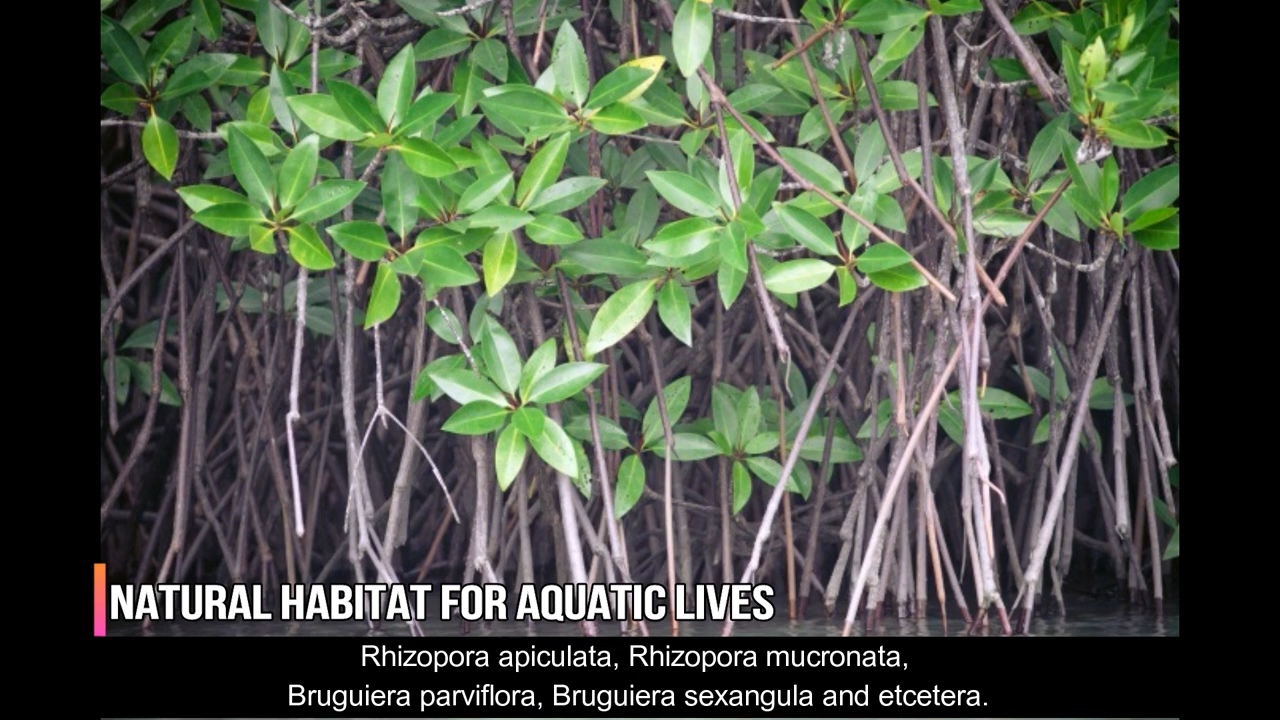 NATURAL HABITAT FOR AQUATIC LIVES
Rhizopora apiculata, Rhizopora mucronata,
Bruguiera parviflora, Bruguiera sexangula and etcetera.